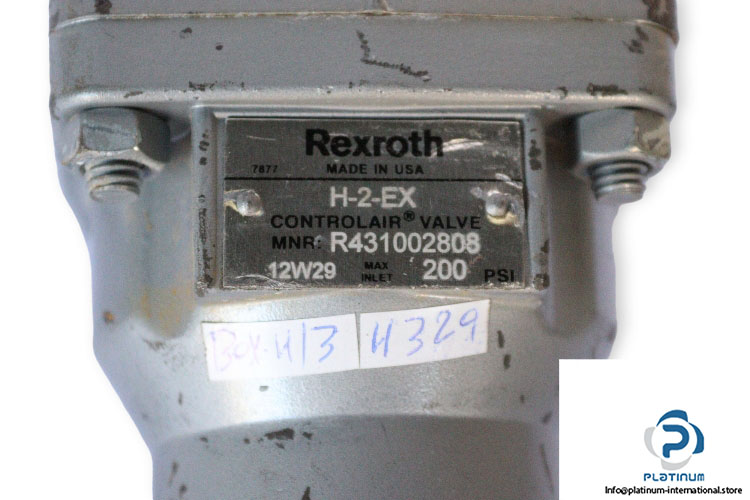 Rexroth
7877 MADE IN USA
H-2-EX
CONTROLAIR® VALVE
MNR: R431002808
12W29 MAX INLET 200 PSI
BOX H/3 H329
PLATINUM
Info@platinum-international.store